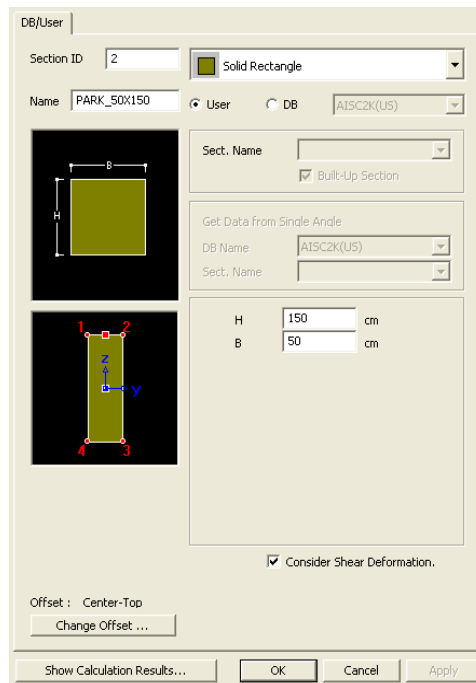 DB/User
Section ID 2 Solid Rectangle
Name PARK_50X150 User DB AISC2K(US)
B
H
Sect. Name
Built-Up Section
Get Data from Single Angle
DB Name AISC2K(US)
Sect. Name
1 2
z
y
4 3
H 150 cm
B 50 cm
Consider Shear Deformation.
Offset : Center-Top
Change Offset ...
Show Calculation Results... OK Cancel Apply